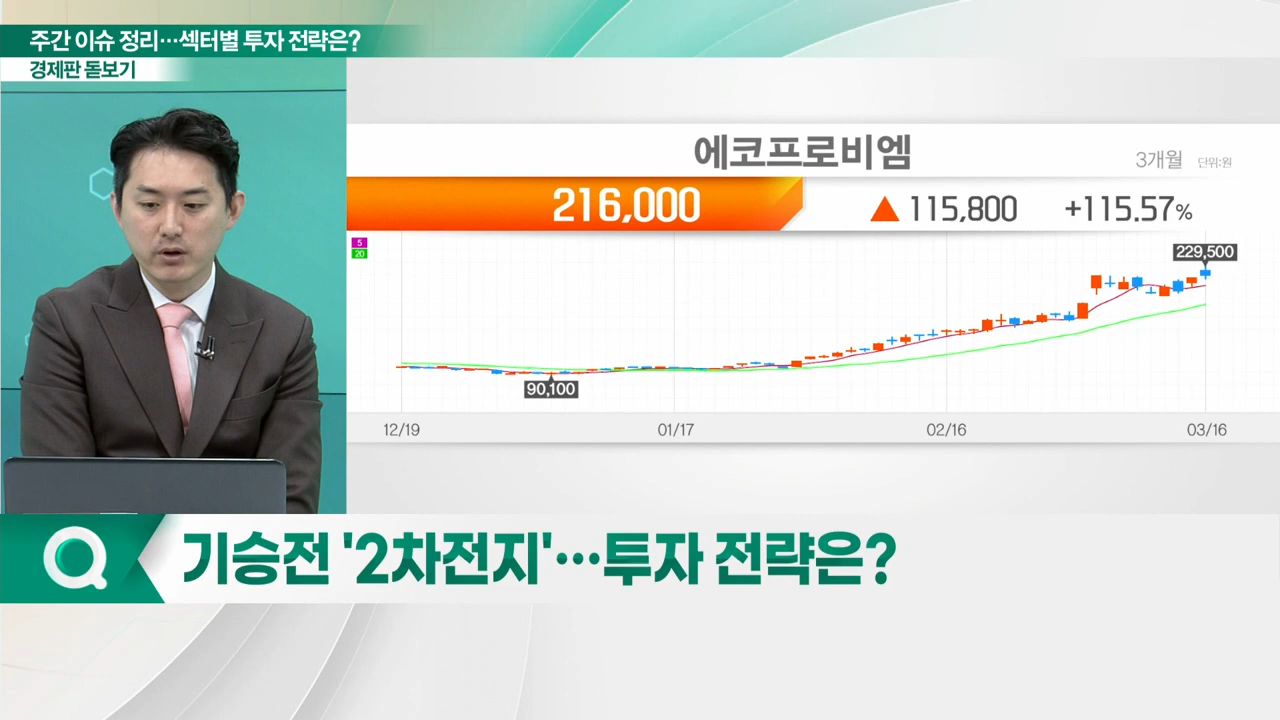 주간 이슈 정리…섹터별 투자 전략은?
경제판 돋보기
에코프로비엠
3개월 단위:원
216,000 ▲ 115,800 +115.57%
5
20
229,500
90,100
12/19 01/17 02/16 03/16
기승전 '2차전지'…투자 전략은?